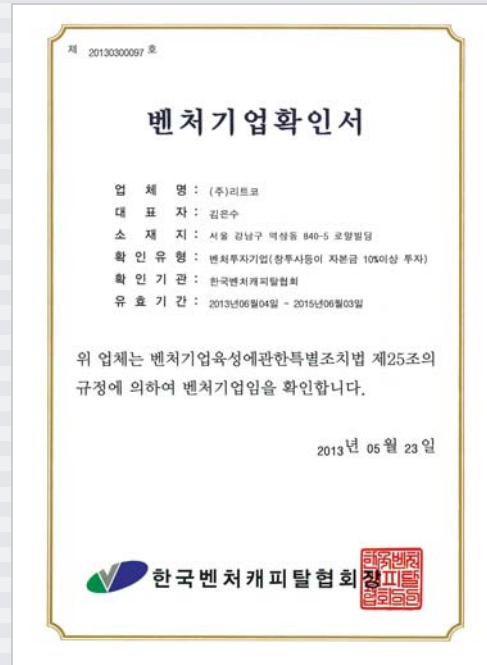 제 20130300097 호
벤처기업확인서
업 체 명 : (주)리트코
대 표 자 : 김은수
소 재 지 : 서울 강남구 역삼동 840-5 로얄빌딩
확 인 유 형 : 벤처투자기업(창투사등이 자본금 10%이상 투자)
확 인 기 관 : 한국벤처캐피탈협회
유 효 기 간 : 2013년06월04일 ~ 2015년06월03일
위 업체는 벤처기업육성에관한특별조치법 제25조의
규정에 의하여 벤처기업임을 확인합니다.
2013년 05월 23일
한국벤처캐피탈협회장